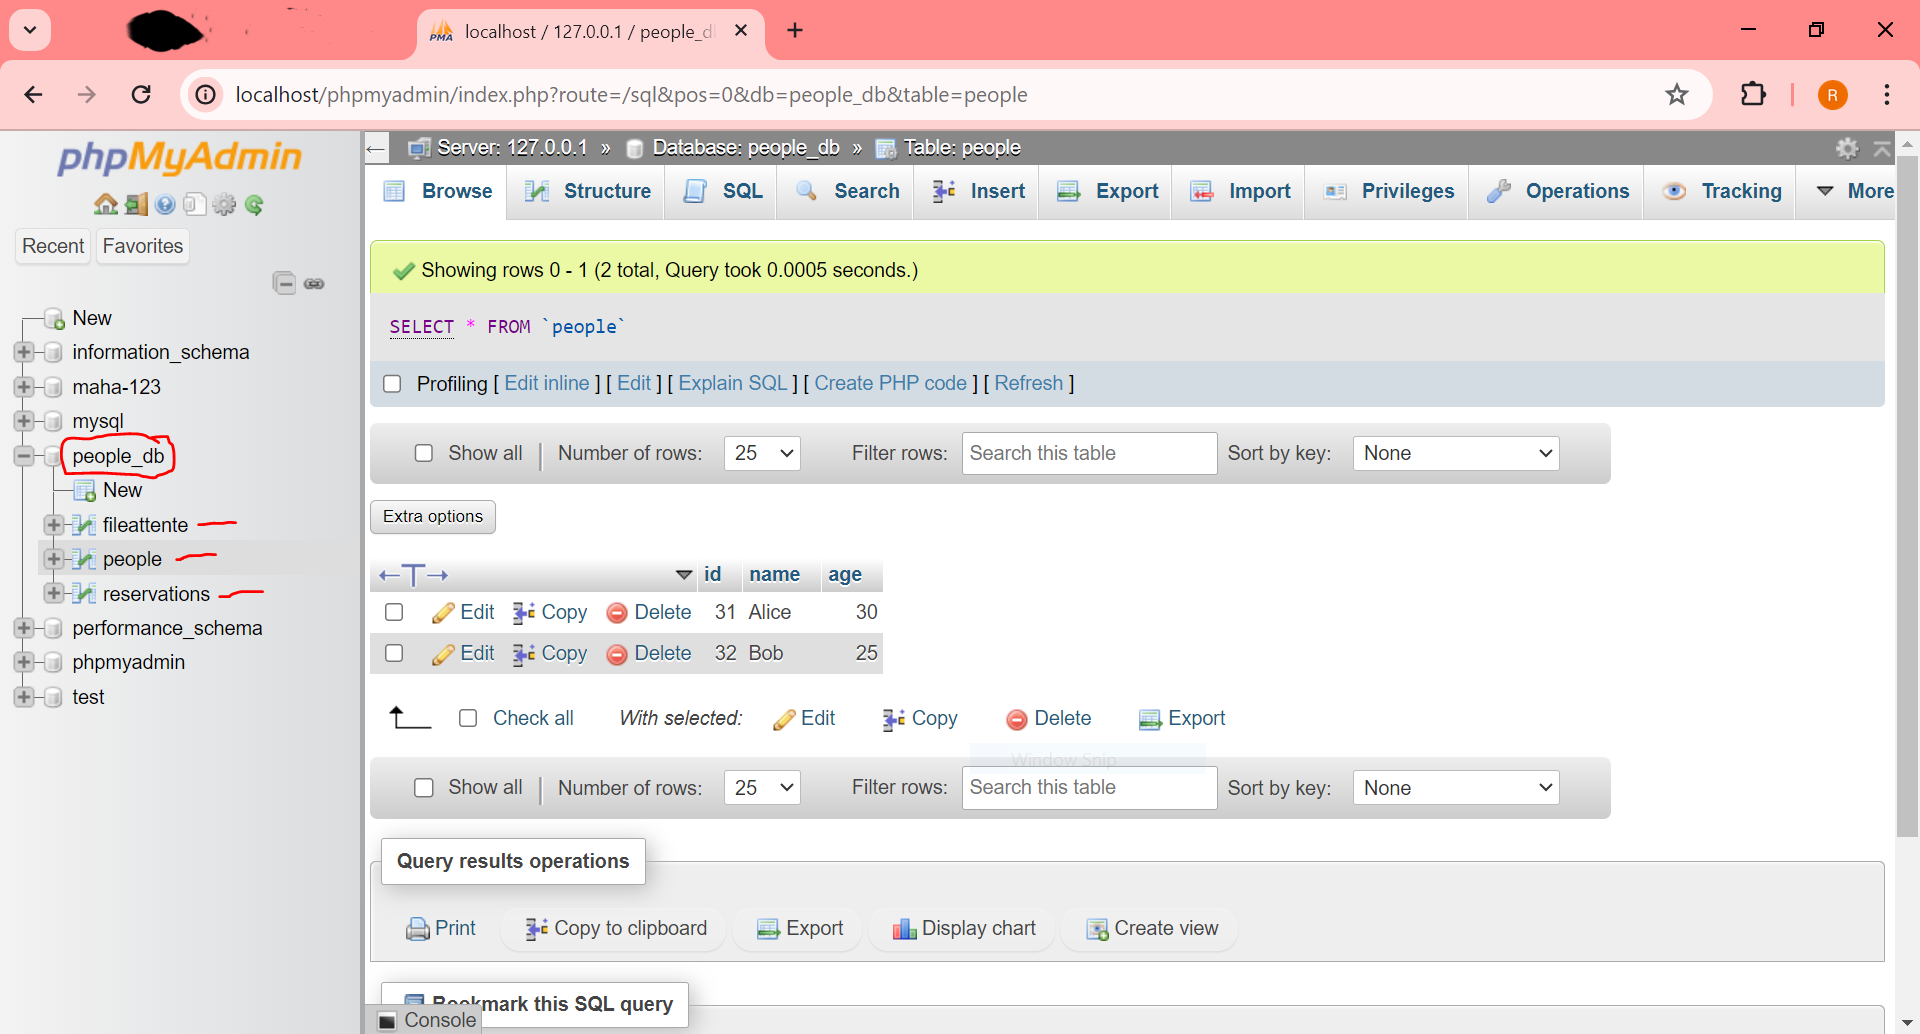 localhost / 127.0.0.1 / people_d
localhost/phpmyadmin/index.php?route=/sql&pos=0&db=people_db&table=people
R
phpMyAdmin
Recent Favorites
New
information_schema
maha-123
mysql
people_db
New
fileattente
people
reservations
performance_schema
phpmyadmin
test
Server: 127.0.0.1 » Database: people_db » Table: people
Browse Structure SQL Search Insert Export Import Privileges Operations Tracking More
Showing rows 0 - 1 (2 total, Query took 0.0005 seconds.)
SELECT * FROM `people`
Profiling [ Edit inline ] [ Edit ] [ Explain SQL ] [ Create PHP code ] [ Refresh ]
Show all Number of rows: 25 Filter rows: Search this table Sort by key: None
Extra options
←T→ id name age
Edit Copy Delete 31 Alice 30
Edit Copy Delete 32 Bob 25
Check all With selected: Edit Copy Delete Export
Window Snip
Show all Number of rows: 25 Filter rows: Search this table Sort by key: None
Query results operations
Print Copy to clipboard Export Display chart Create view
Bookmark this SQL query
Console